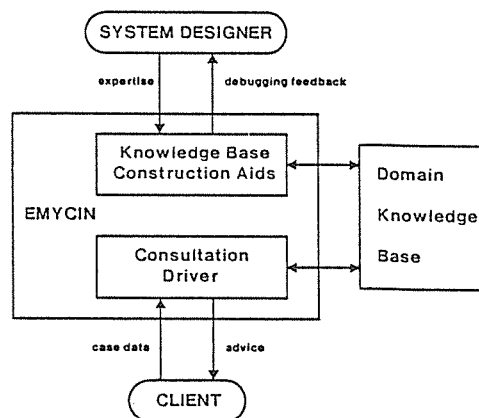 SYSTEM DESIGNER
expertise
debugging feedback
Knowledge Base
Construction Aids
EMYCIN
Domain
Knowledge
Base
Consultation
Driver
case data
advice
CLIENT